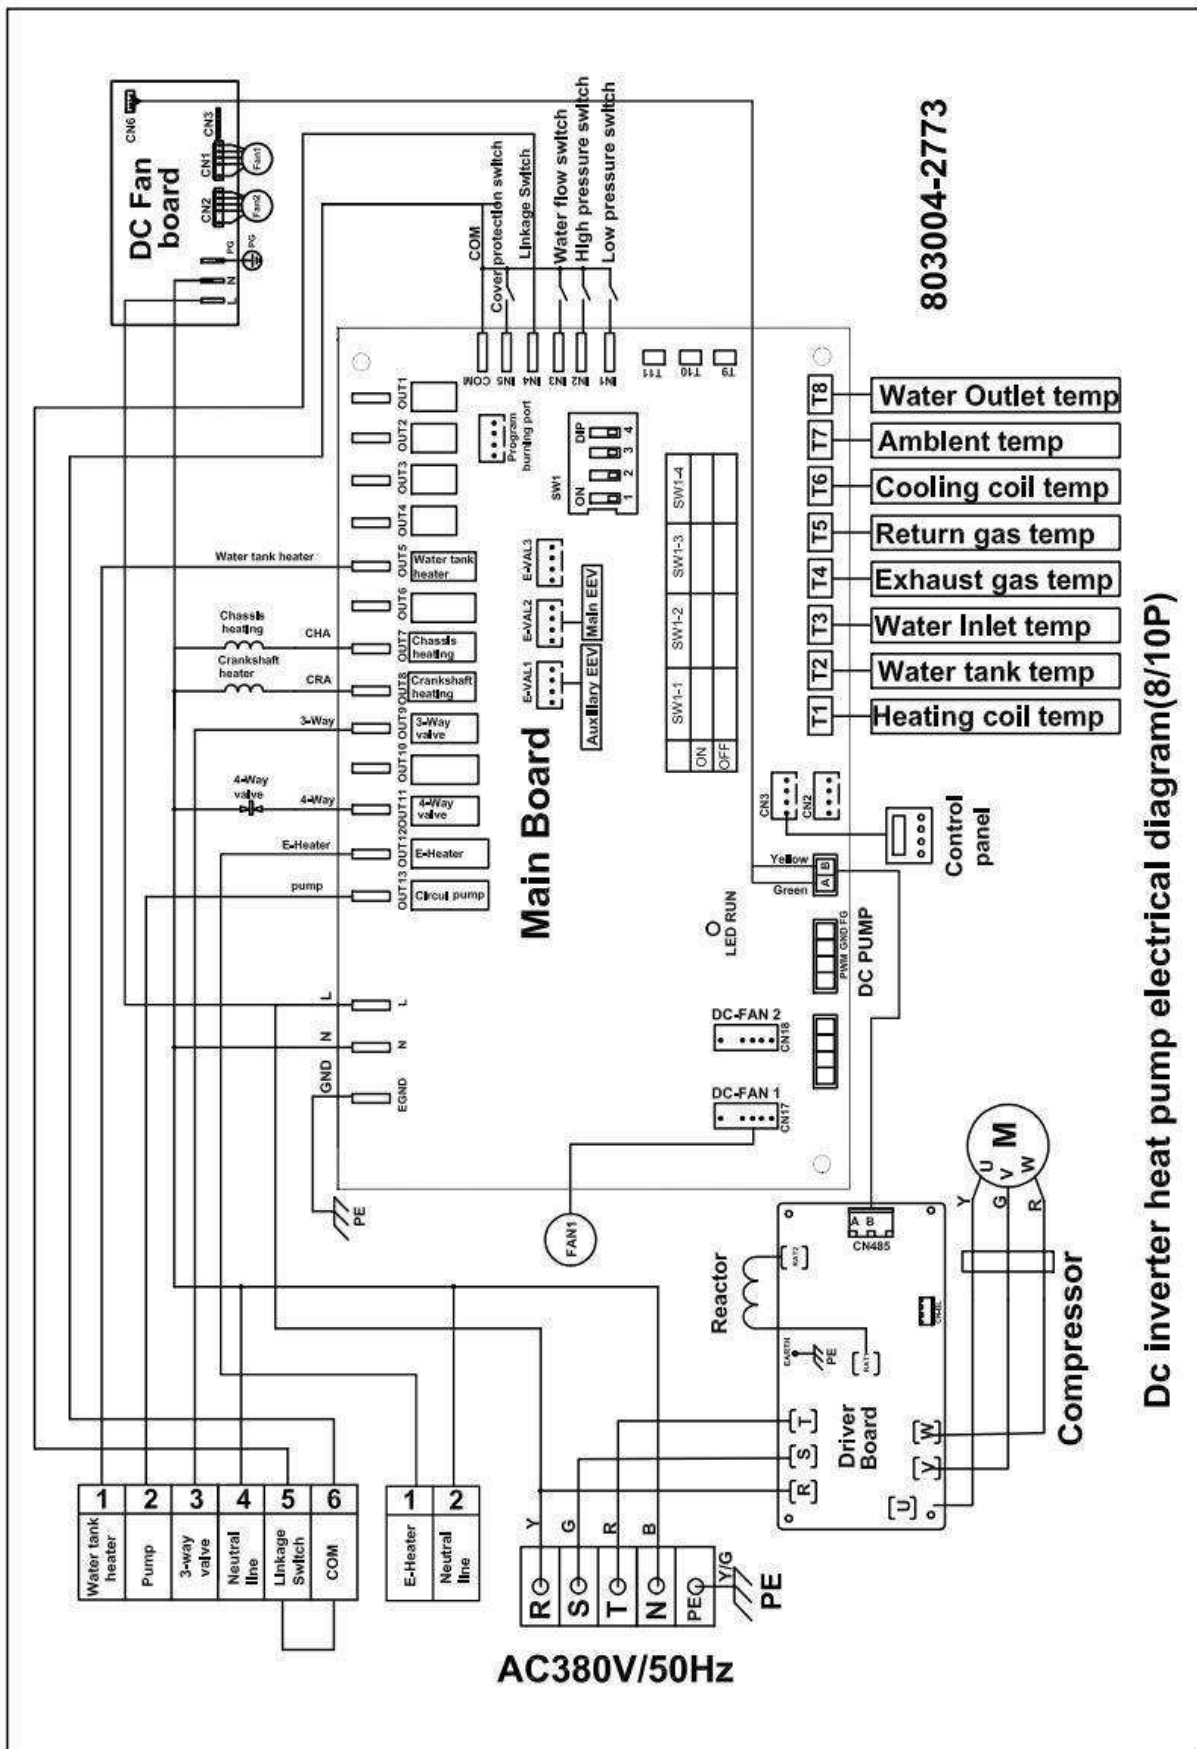 CN6
CN3
CN1
CN2
Fan1
Fan2
DC Fan
board
PG
PG
N
L
COM
Cover protection switch
Linkage Switch
Water flow switch
High pressure switch
Low pressure switch
803004-2773
COM
IN5
IN4
IN3
IN2
IN1
T11
T10
T9
OUT1
OUT2
OUT3
OUT4
OUT5
OUT6
OUT7
OUT8
OUT9
OUT10
OUT11
OUT12
OUT13
Program
burning port
SW1
ON
DIP
1
2
3
4
Water tank heater
Water tank
heater
Chassis
heating
CHA
Chassis
heating
Crankshaft
heater
CRA
Crankshaft
heating
3-Way
3-Way
valve
4-Way
valve
4-Way
4-Way
valve
E-Heater
E-Heater
pump
Circul pump
E-VAL3
E-VAL2
E-VAL1
Main EEV
Auxiliary EEV
SW1-1
SW1-2
SW1-3
SW1-4
ON
OFF
Main Board
T8
Water Outlet temp
T7
Ambient temp
T6
Cooling coil temp
T5
Return gas temp
T4
Exhaust gas temp
T3
Water Inlet temp
T2
Water tank temp
T1
Heating coil temp
CN3
CN2
Control
panel
Yellow
Green
A B
LED RUN
PWM GND FG
DC PUMP
L
L
N
N
GND
EGND
PE
DC-FAN 2
CN18
DC-FAN 1
CN17
FAN1
M
U
V
W
Y
G
R
Compressor
A B
CN485
Reactor
RAT2
RAT1
EARTH
PE
Driver
Board
T
S
R
W
V
U
1
2
3
4
5
6
Water tank
heater
Pump
3-way
valve
Neutral
line
Linkage
Switch
COM
1
2
E-Heater
Neutral
line
Y
G
R
B
R
S
T
N
PE
Y/G
PE
AC380V/50Hz
Dc inverter heat pump electrical diagram(8/10P)